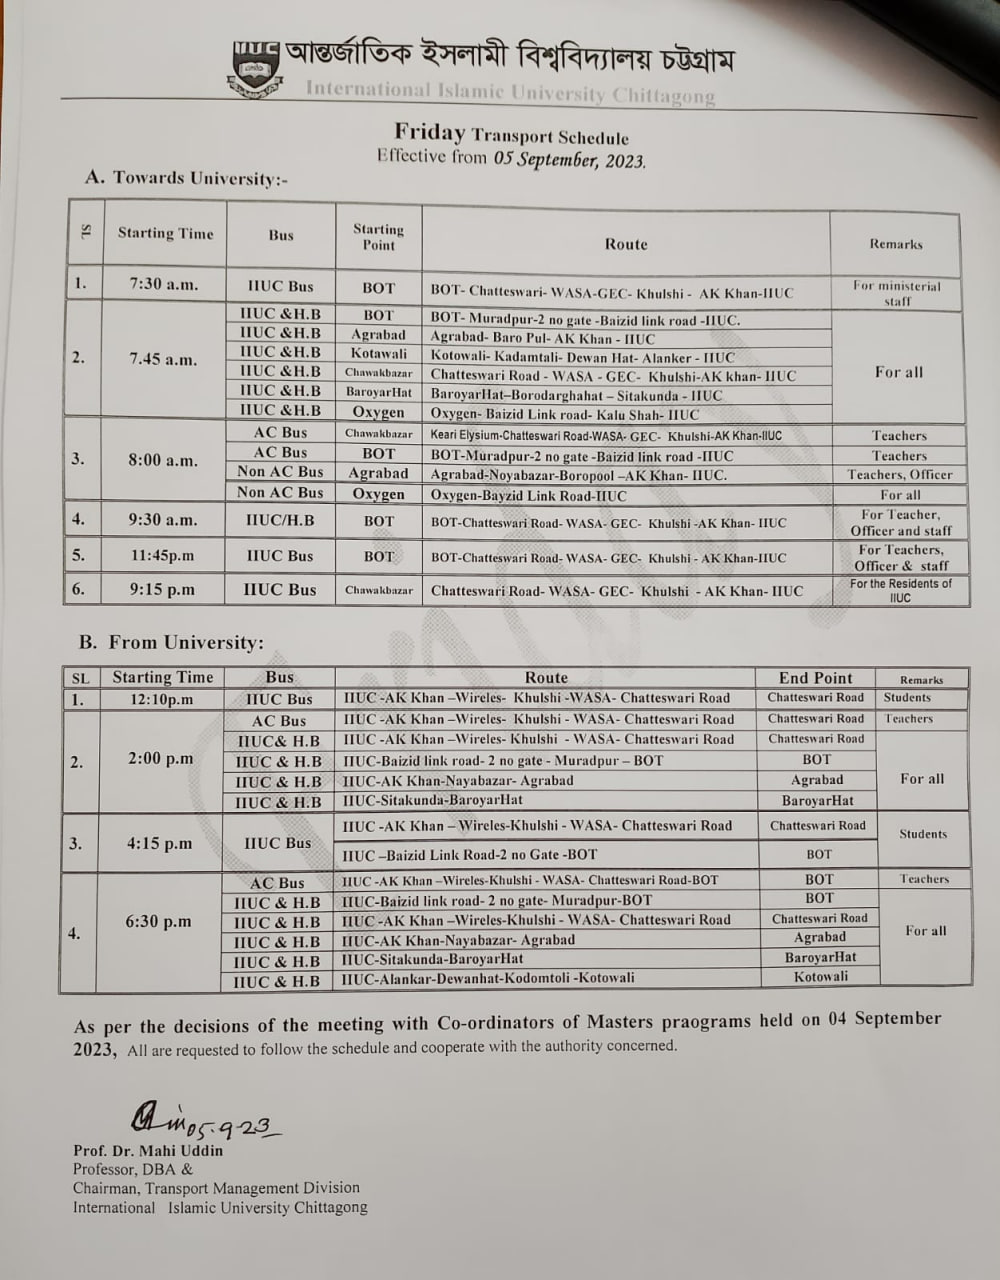 IIUC
আন্তর্জাতিক ইসলামী বিশ্ববিদ্যালয় চট্টগ্রাম
International Islamic University Chittagong
Friday Transport Schedule
Effective from 05 September, 2023.
A. Towards University:-
SL Starting Time Bus Starting Point Route Remarks
1. 7:30 a.m. IIUC Bus BOT BOT- Chatteswari- WASA-GEC- Khulshi - AK Khan-IIUC For ministerial staff
2. 7.45 a.m. IIUC &H.B BOT BOT- Muradpur-2 no gate -Baizid link road -IIUC. For all
IIUC &H.B Agrabad Agrabad- Baro Pul- AK Khan - IIUC
IIUC &H.B Kotawali Kotowali- Kadamtali- Dewan Hat- Alanker - IIUC
IIUC &H.B Chawakbazar Chatteswari Road - WASA - GEC- Khulshi-AK khan- IIUC
IIUC &H.B BaroyarHat BaroyarHat–Borodarghahat – Sitakunda - IIUC
IIUC &H.B Oxygen Oxygen- Baizid Link road- Kalu Shah- IIUC
3. 8:00 a.m. AC Bus Chawakbazar Keari Elysium-Chatteswari Road-WASA- GEC- Khulshi-AK Khan-IIUC Teachers
AC Bus BOT BOT-Muradpur-2 no gate -Baizid link road -IIUC Teachers
Non AC Bus Agrabad Agrabad-Noyabazar-Boropool –AK Khan- IIUC. Teachers, Officer
Non AC Bus Oxygen Oxygen-Bayzid Link Road-IIUC For all
4. 9:30 a.m. IIUC/H.B BOT BOT-Chatteswari Road- WASA- GEC- Khulshi -AK Khan- IIUC For Teacher, Officer and staff
5. 11:45p.m IIUC Bus BOT BOT-Chatteswari Road- WASA- GEC- Khulshi - AK Khan-IIUC For Teachers, Officer & staff
6. 9:15 p.m IIUC Bus Chawakbazar Chatteswari Road- WASA- GEC- Khulshi - AK Khan- IIUC For the Residents of IIUC
B. From University:
SL Starting Time Bus Route End Point Remarks
1. 12:10p.m IIUC Bus IIUC -AK Khan –Wireles- Khulshi -WASA- Chatteswari Road Chatteswari Road Students
2. 2:00 p.m AC Bus IIUC -AK Khan –Wireles- Khulshi - WASA- Chatteswari Road Chatteswari Road Teachers
IIUC& H.B IIUC -AK Khan –Wireles- Khulshi - WASA- Chatteswari Road Chatteswari Road For all
IIUC & H.B IIUC-Baizid link road- 2 no gate - Muradpur – BOT BOT
IIUC & H.B IIUC-AK Khan-Nayabazar- Agrabad Agrabad
IIUC & H.B IIUC-Sitakunda-BaroyarHat BaroyarHat
3. 4:15 p.m IIUC Bus IIUC -AK Khan – Wireles-Khulshi - WASA- Chatteswari Road Chatteswari Road Students
IIUC –Baizid Link Road-2 no Gate -BOT BOT
4. 6:30 p.m AC Bus IIUC -AK Khan –Wireles-Khulshi - WASA- Chatteswari Road-BOT BOT Teachers
IIUC & H.B IIUC-Baizid link road- 2 no gate- Muradpur-BOT BOT For all
IIUC & H.B IIUC -AK Khan –Wireles-Khulshi - WASA- Chatteswari Road Chatteswari Road
IIUC & H.B IIUC-AK Khan-Nayabazar- Agrabad Agrabad
IIUC & H.B IIUC-Sitakunda-BaroyarHat BaroyarHat
IIUC & H.B IIUC-Alankar-Dewanhat-Kodomtoli -Kotowali Kotowali
Friday
As per the decisions of the meeting with Co-ordinators of Masters praograms held on 04 September
2023, All are requested to follow the schedule and cooperate with the authority concerned.
05.9.23
Prof. Dr. Mahi Uddin
Professor, DBA &
Chairman, Transport Management Division
International Islamic University Chittagong